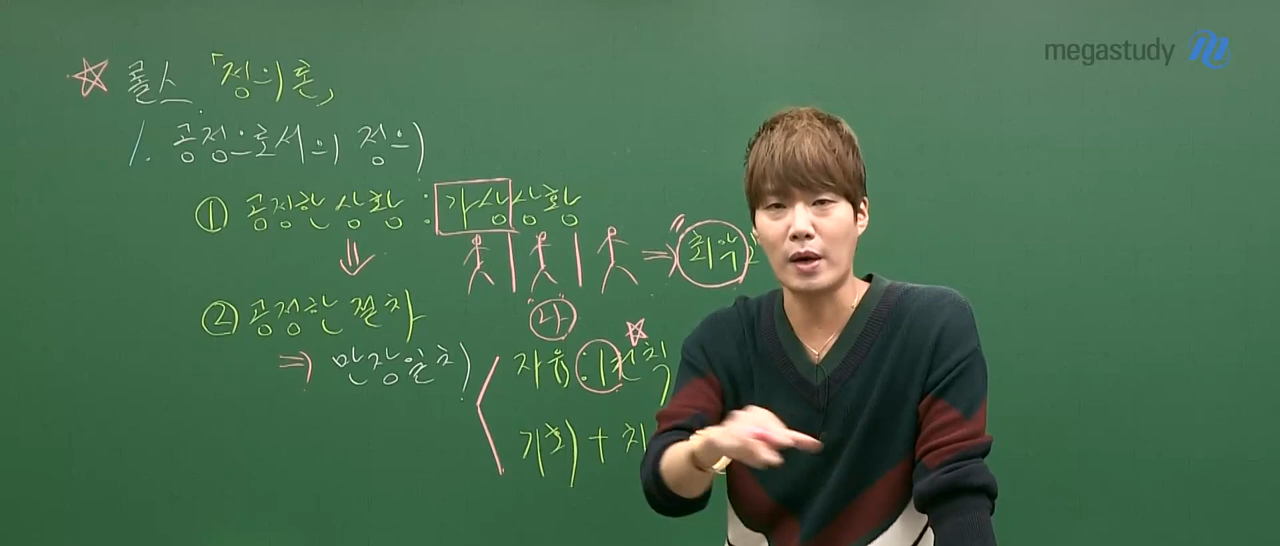 megastudy
☆ 롤스 「정의론」
1. 공정으로서의 정의
① 공정한 상황 : 가상상황
⇒ 최악
⇓
② 공정한 절차
"나"
⇒ 만장일치 자유 : 1원칙
기회 + 차